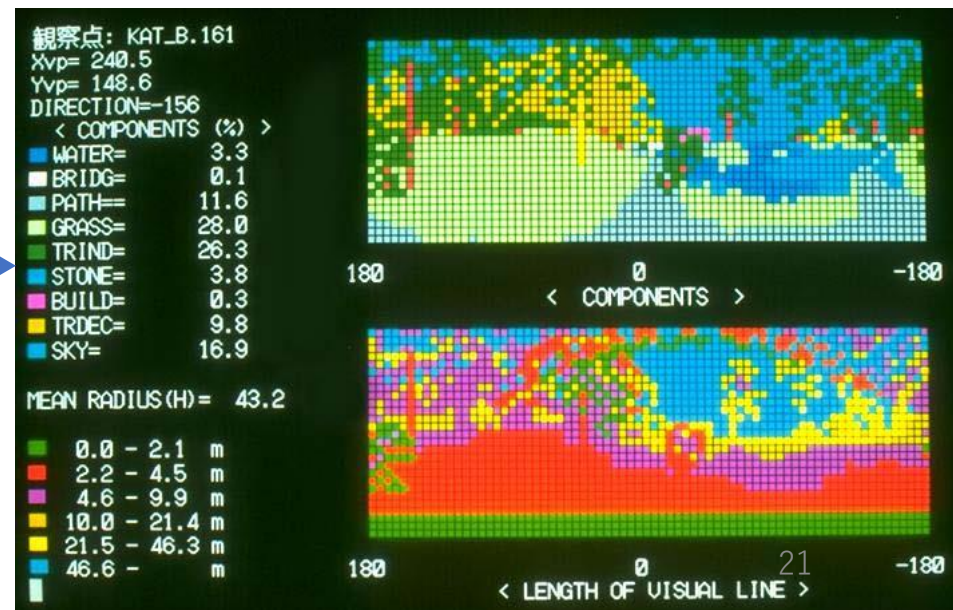 観察点: KAT_B.161
Xvp= 240.5
Yvp= 148.6
DIRECTION=-156
< COMPONENTS (%) >
WATER= 3.3
BRIDG= 0.1
PATH== 11.6
GRASS= 28.0
TRIND= 26.3
STONE= 3.8
BUILD= 0.3
TRDEC= 9.8
SKY= 16.9
MEAN RADIUS(H)= 43.2
0.0 - 2.1 m
2.2 - 4.5 m
4.6 - 9.9 m
10.0 - 21.4 m
21.5 - 46.3 m
46.6 - m
180 0 -180
< COMPONENTS >
180 0 -180
< LENGTH OF VISUAL LINE >
21